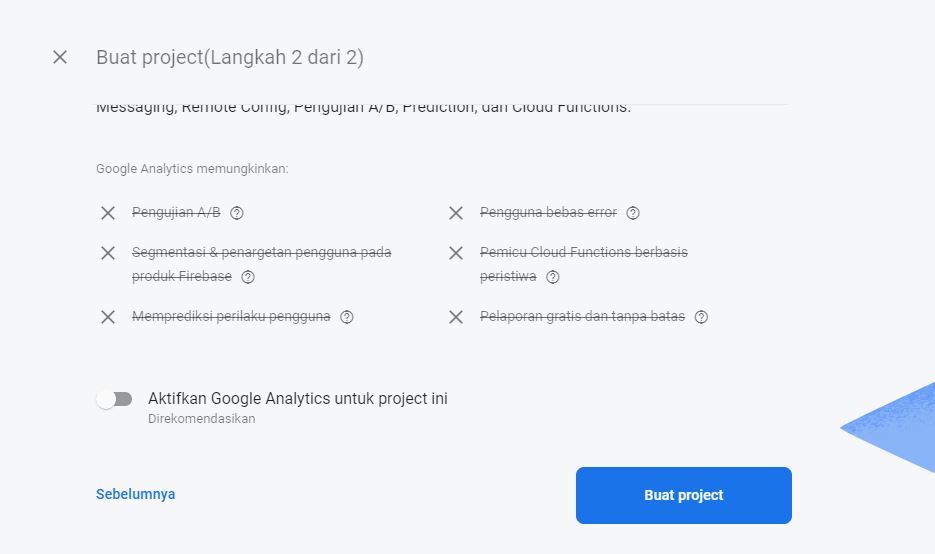 Buat project(Langkah 2 dari 2)
Messaging, Remote Config, Pengujian A/B, Prediction, dan Cloud Functions.
Google Analytics memungkinkan:
Pengujian A/B
Pengguna bebas error
Segmentasi & penargetan pengguna pada
produk Firebase
Pemicu Cloud Functions berbasis
peristiwa
Memprediksi perilaku pengguna
Pelaporan gratis dan tanpa batas
Aktifkan Google Analytics untuk project ini
Direkomendasikan
Sebelumnya
Buat project